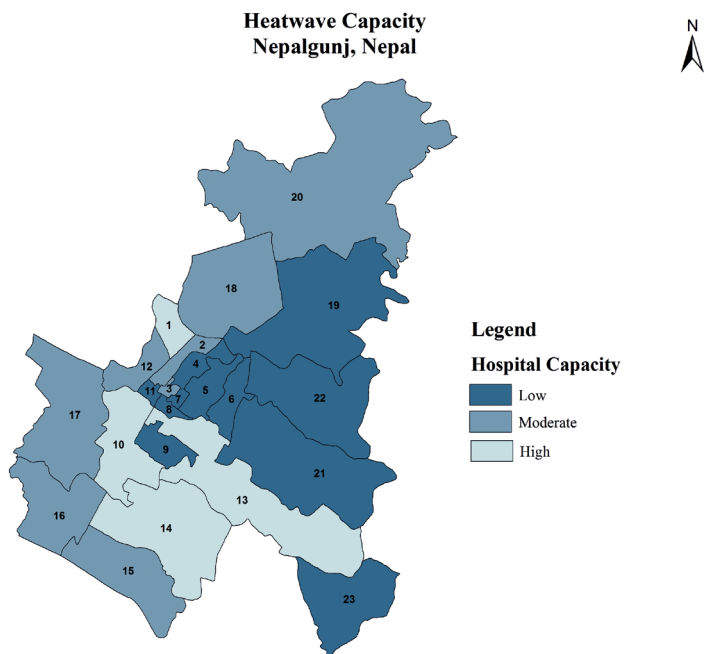 Heatwave Capacity
Nepalgunj, Nepal
N
20
18
19
1
2
12
4
3
11
7
5
8
6
22
17
10
9
21
13
16
14
15
23
Legend
Hospital Capacity
Low
Moderate
High